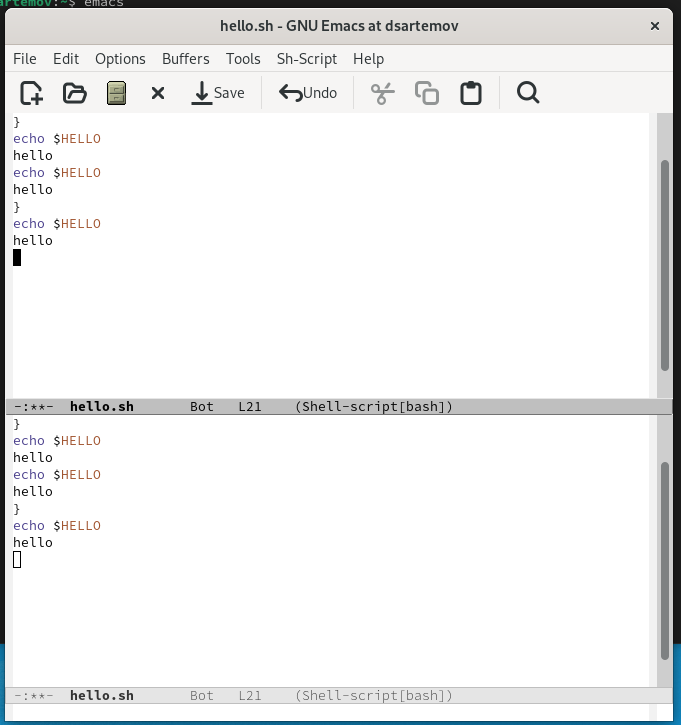 artemov:~$ emacs
hello.sh - GNU Emacs at dsartemov
File Edit Options Buffers Tools Sh-Script Help
Save Undo
}
echo $HELLO
hello
echo $HELLO
hello
}
echo $HELLO
hello
-:**- hello.sh Bot L21 (Shell-script[bash])
}
echo $HELLO
hello
echo $HELLO
hello
}
echo $HELLO
hello
-:**- hello.sh Bot L21 (Shell-script[bash])